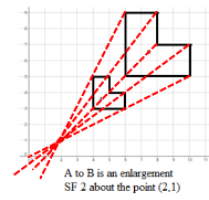 A to B is an enlargement
SF 2 about the point (2,1)